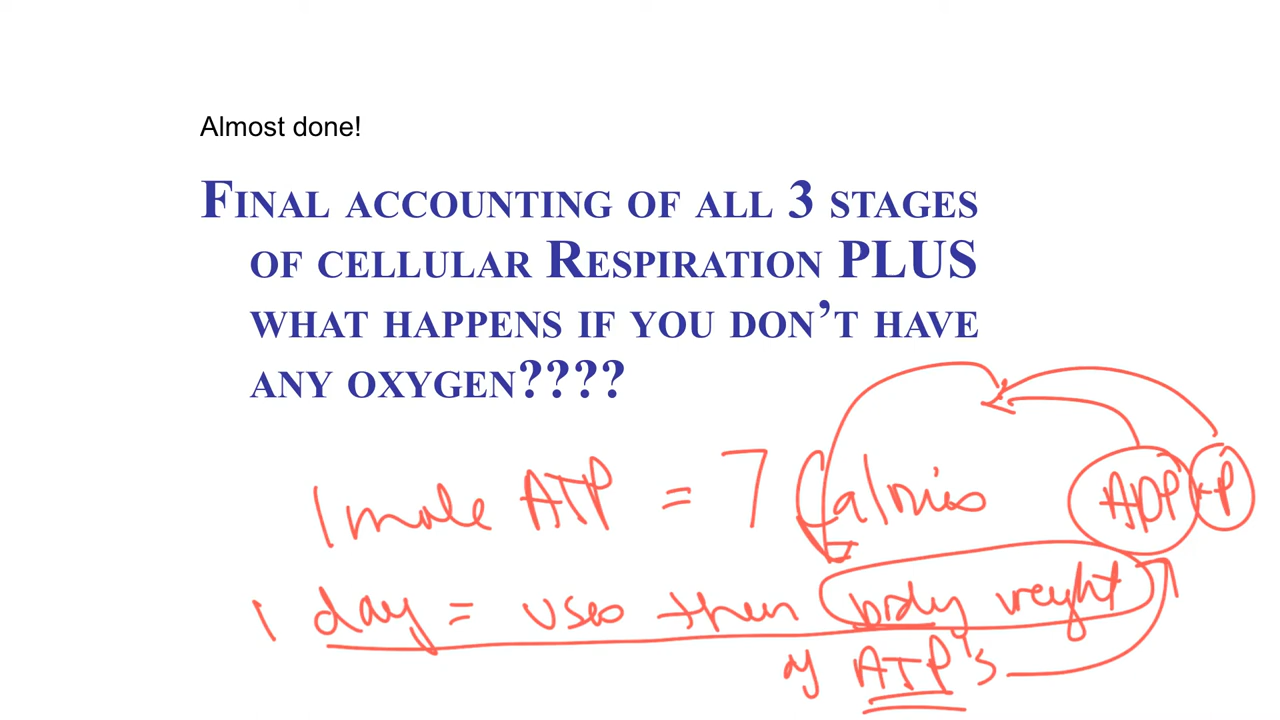 Almost done!
FINAL ACCOUNTING OF ALL 3 STAGES
OF CELLULAR RESPIRATION PLUS
WHAT HAPPENS IF YOU DON'T HAVE
ANY OXYGEN????
1 mole ATP = 7 Calories
ADP + P
1 day = uses then body weight
of ATP's